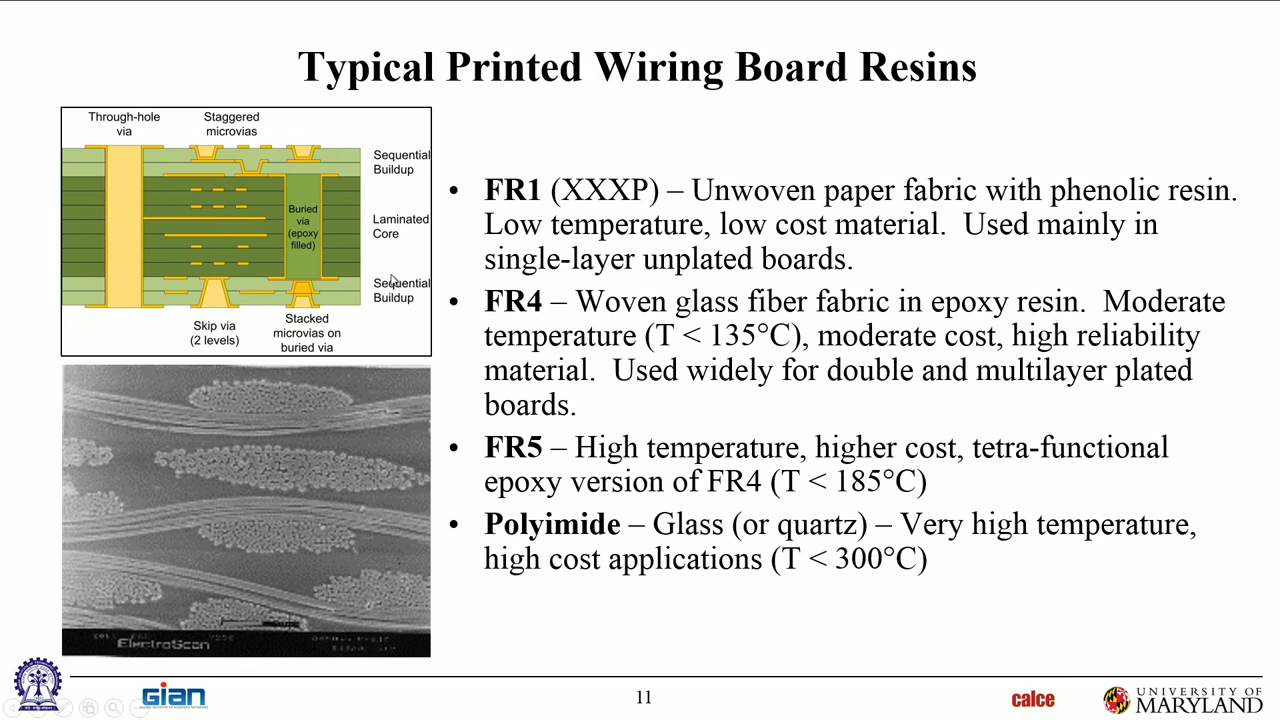 Typical Printed Wiring Board Resins
Through-hole
via
Staggered
microvias
Sequential
Buildup
Buried
via
(epoxy
filled)
Laminated
Core
Sequential
Buildup
Skip via
(2 levels)
Stacked
microvias on
buried via
ElectroScan
• FR1 (XXXP) – Unwoven paper fabric with phenolic resin.
Low temperature, low cost material. Used mainly in
single-layer unplated boards.
• FR4 – Woven glass fiber fabric in epoxy resin. Moderate
temperature (T < 135°C), moderate cost, high reliability
material. Used widely for double and multilayer plated
boards.
• FR5 – High temperature, higher cost, tetra-functional
epoxy version of FR4 (T < 185°C)
• Polyimide – Glass (or quartz) – Very high temperature,
high cost applications (T < 300°C)
GIAN
11
calce
UNIVERSITY OF
MARYLAND